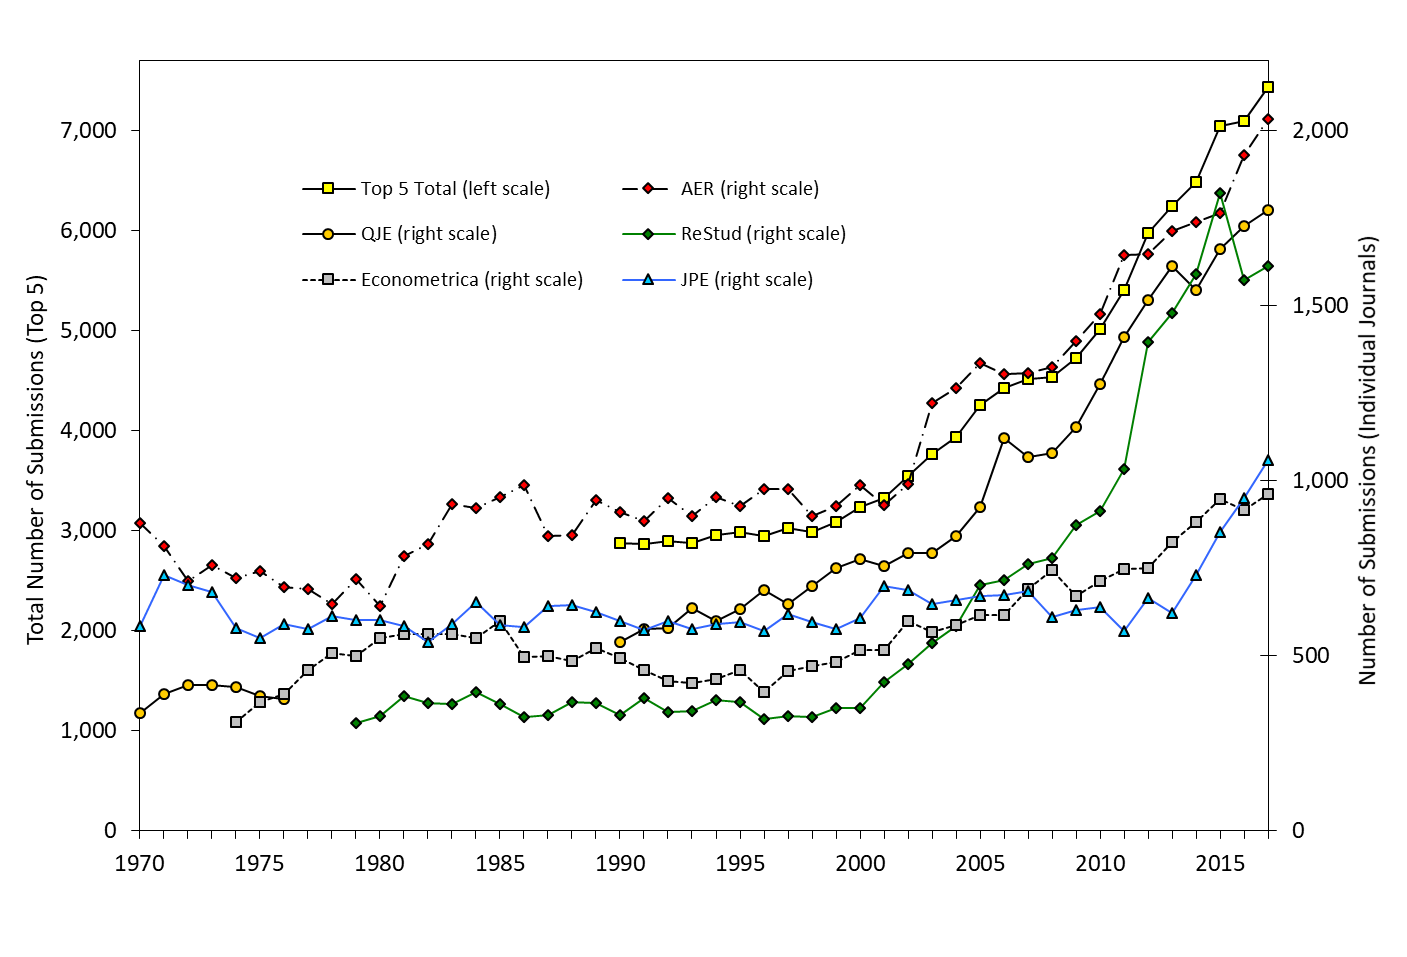 7,000
6,000
5,000
4,000
3,000
2,000
1,000
0
Total Number of Submissions (Top 5)
Top 5 Total (left scale)
AER (right scale)
QJE (right scale)
ReStud (right scale)
Econometrica (right scale)
JPE (right scale)
2,000
1,500
1,000
500
0
Number of Submissions (Individual Journals)
1970 1975 1980 1985 1990 1995 2000 2005 2010 2015